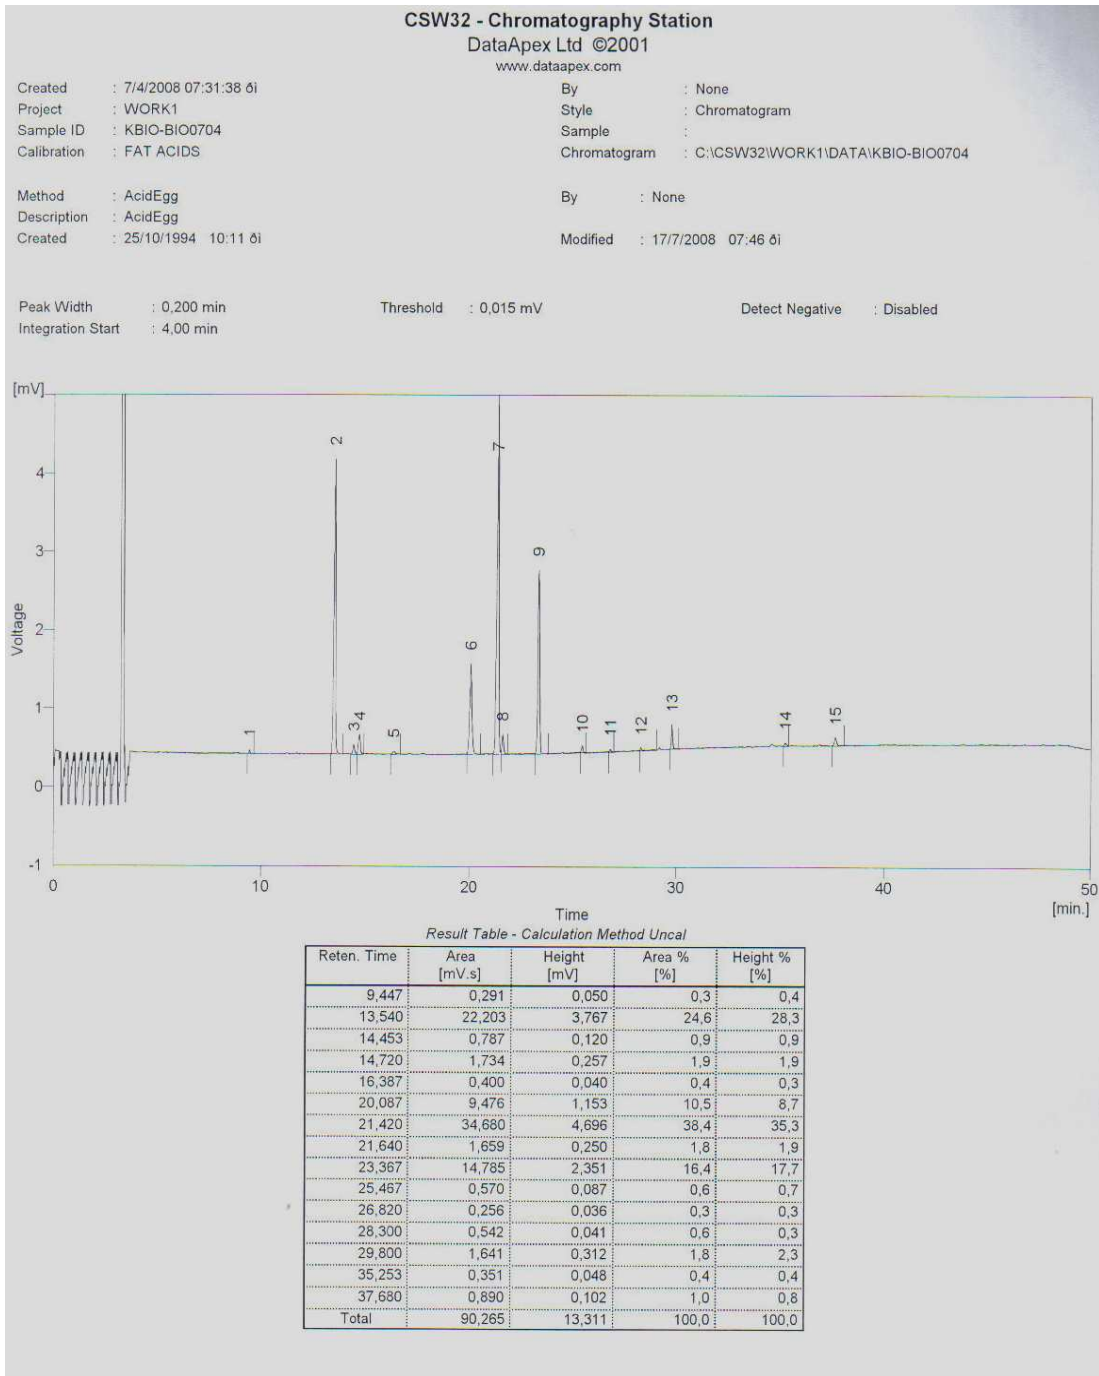 CSW32 - Chromatography Station
DataApex Ltd ©2001
www.dataapex.com
Created : 7/4/2008 07:31:38 ðì By : None
Project : WORK1 Style : Chromatogram
Sample ID : KBIO-BIO0704 Sample :
Calibration : FAT ACIDS Chromatogram : C:\CSW32\WORK1\DATA\KBIO-BIO0704
Method : AcidEgg By : None
Description : AcidEgg
Created : 25/10/1994 10:11 ðì Modified : 17/7/2008 07:46 ðì
Peak Width : 0,200 min Threshold : 0,015 mV Detect Negative : Disabled
Integration Start : 4,00 min
[mV]
4
3
2
1
0
-1
Voltage
1
2
3
4
5
6
7
8
9
10
11
12
13
14
15
0 10 20 30 40 50
Time [min.]
Result Table - Calculation Method Uncal
Reten. Time Area [mV.s] Height [mV] Area % [%] Height % [%]
9,447 0,291 0,050 0,3 0,4
13,540 22,203 3,767 24,6 28,3
14,453 0,787 0,120 0,9 0,9
14,720 1,734 0,257 1,9 1,9
16,387 0,400 0,040 0,4 0,3
20,087 9,476 1,153 10,5 8,7
21,420 34,680 4,696 38,4 35,3
21,640 1,659 0,250 1,8 1,9
23,367 14,785 2,351 16,4 17,7
25,467 0,570 0,087 0,6 0,7
26,820 0,256 0,036 0,3 0,3
28,300 0,542 0,041 0,6 0,3
29,800 1,641 0,312 1,8 2,3
35,253 0,351 0,048 0,4 0,4
37,680 0,890 0,102 1,0 0,8
Total 90,265 13,311 100,0 100,0